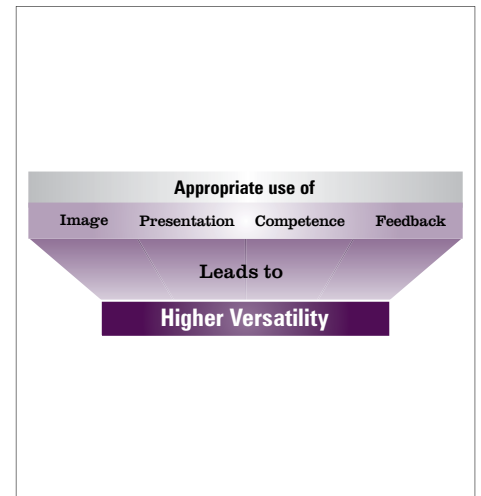 Appropriate use of
Image Presentation Competence Feedback
Leads to
Higher Versatility